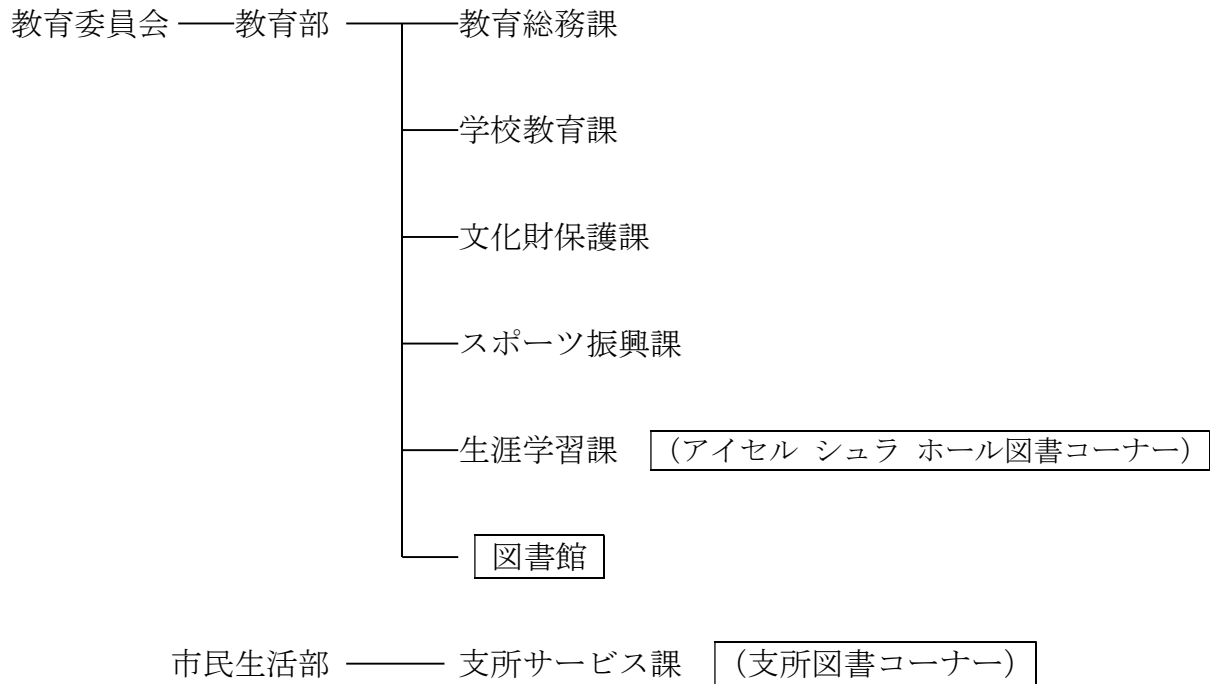 教育委員会 教育部 教育総務課
学校教育課
文化財保護課
スポーツ振興課
生涯学習課 (アイセル シュラ ホール図書コーナー)
図書館
市民生活部 支所サービス課 (支所図書コーナー)